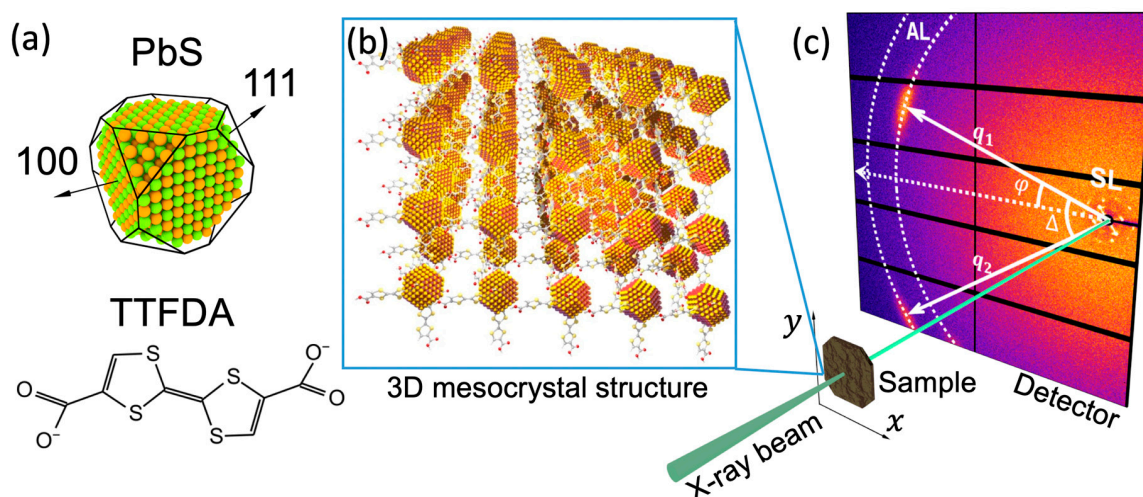 (a)
PbS
111
100
TTFDA
O
O⁻
S
S
S
S
O⁻
O
(b)
3D mesocrystal structure
(c)
AL
q₁
SL
φ
Δ
q₂
y
x
Sample
Detector
X-ray beam